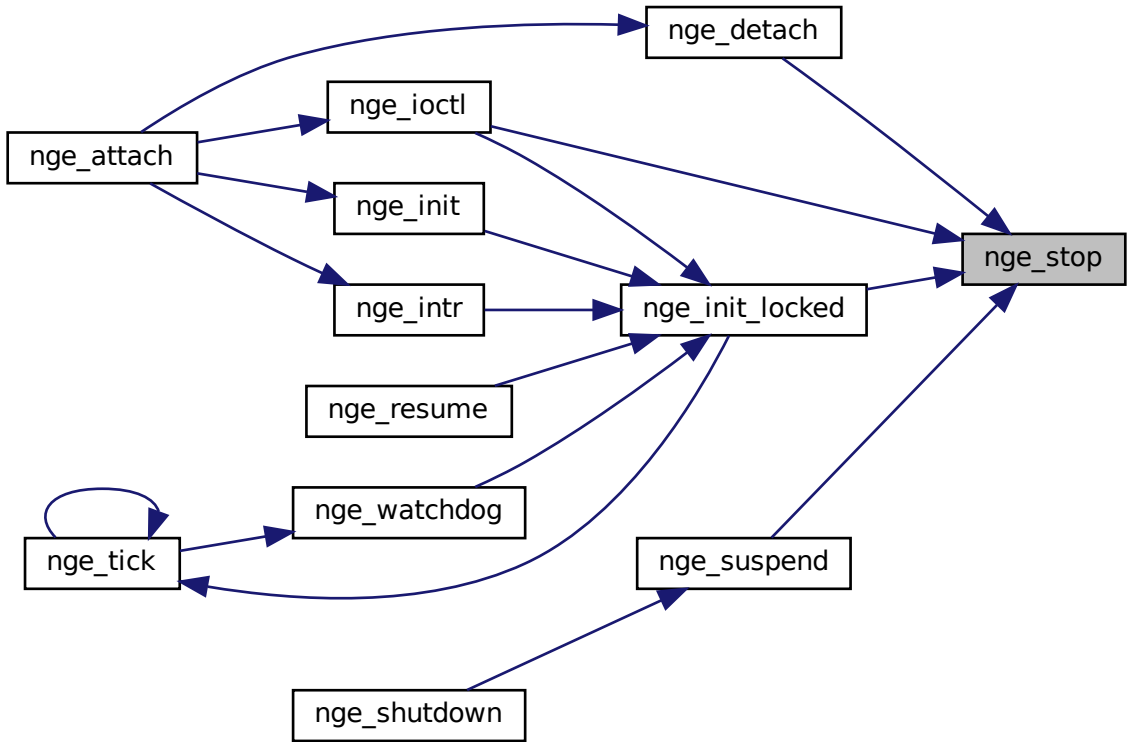 nge_detach
nge_ioctl
nge_attach
nge_init
nge_stop
nge_intr
nge_init_locked
nge_resume
nge_watchdog
nge_tick
nge_suspend
nge_shutdown